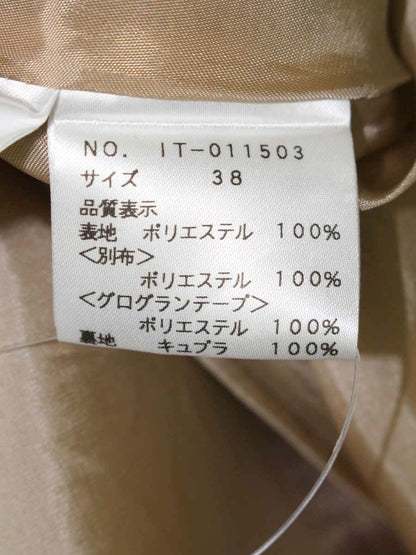 NO. IT-011503
サイズ 38
品質表示
表地 ポリエステル 100%
<別布>
ポリエステル 100%
<グログランテープ>
ポリエステル 100%
裏地 キュプラ 100%